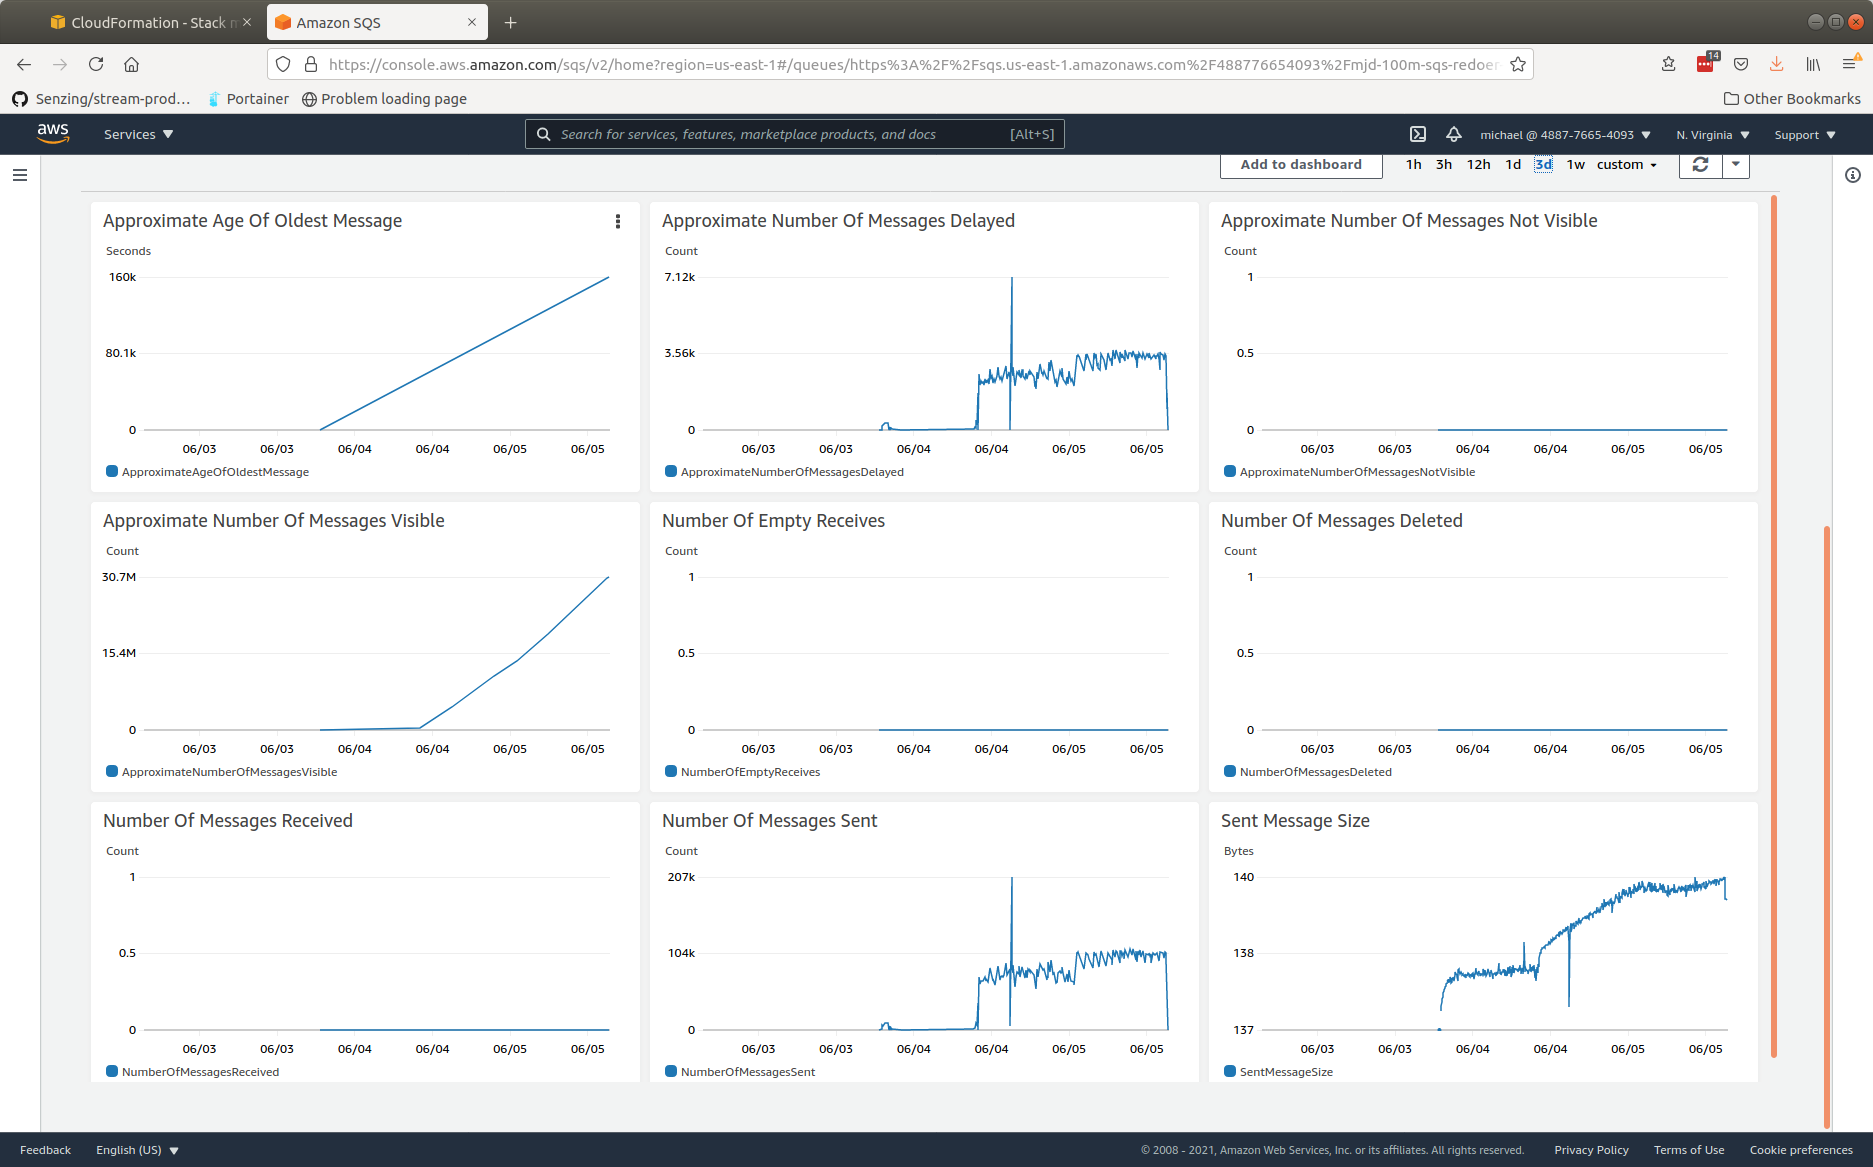 CloudFormation - Stack
Amazon SQS
https://console.aws.amazon.com/sqs/v2/home?region=us-east-1#/queues/https%3A%2F%2Fsqs.us-east-1.amazonaws.com%2F488776654093%2Fmjd-100m-sqs-redoer-
14
Senzing/stream-prod… Portainer Problem loading page Other Bookmarks
aws Services Search for services, features, marketplace products, and docs [Alt+S] michael @ 4887-7665-4093 N. Virginia Support
Add to dashboard 1h 3h 12h 1d 3d 1w custom
Approximate Age Of Oldest Message
Seconds
160k
80.1k
0
06/03 06/03 06/04 06/04 06/05 06/05
ApproximateAgeOfOldestMessage
Approximate Number Of Messages Delayed
Count
7.12k
3.56k
0
06/03 06/03 06/04 06/04 06/05 06/05
ApproximateNumberOfMessagesDelayed
Approximate Number Of Messages Not Visible
Count
1
0.5
0
06/03 06/03 06/04 06/04 06/05 06/05
ApproximateNumberOfMessagesNotVisible
Approximate Number Of Messages Visible
Count
30.7M
15.4M
0
06/03 06/03 06/04 06/04 06/05 06/05
ApproximateNumberOfMessagesVisible
Number Of Empty Receives
Count
1
0.5
0
06/03 06/03 06/04 06/04 06/05 06/05
NumberOfEmptyReceives
Number Of Messages Deleted
Count
1
0.5
0
06/03 06/03 06/04 06/04 06/05 06/05
NumberOfMessagesDeleted
Number Of Messages Received
Count
1
0.5
0
06/03 06/03 06/04 06/04 06/05 06/05
NumberOfMessagesReceived
Number Of Messages Sent
Count
207k
104k
0
06/03 06/03 06/04 06/04 06/05 06/05
NumberOfMessagesSent
Sent Message Size
Bytes
140
138
137
06/03 06/03 06/04 06/04 06/05 06/05
SentMessageSize
Feedback English (US) © 2008 - 2021, Amazon Web Services, Inc. or its affiliates. All rights reserved. Privacy Policy Terms of Use Cookie preferences